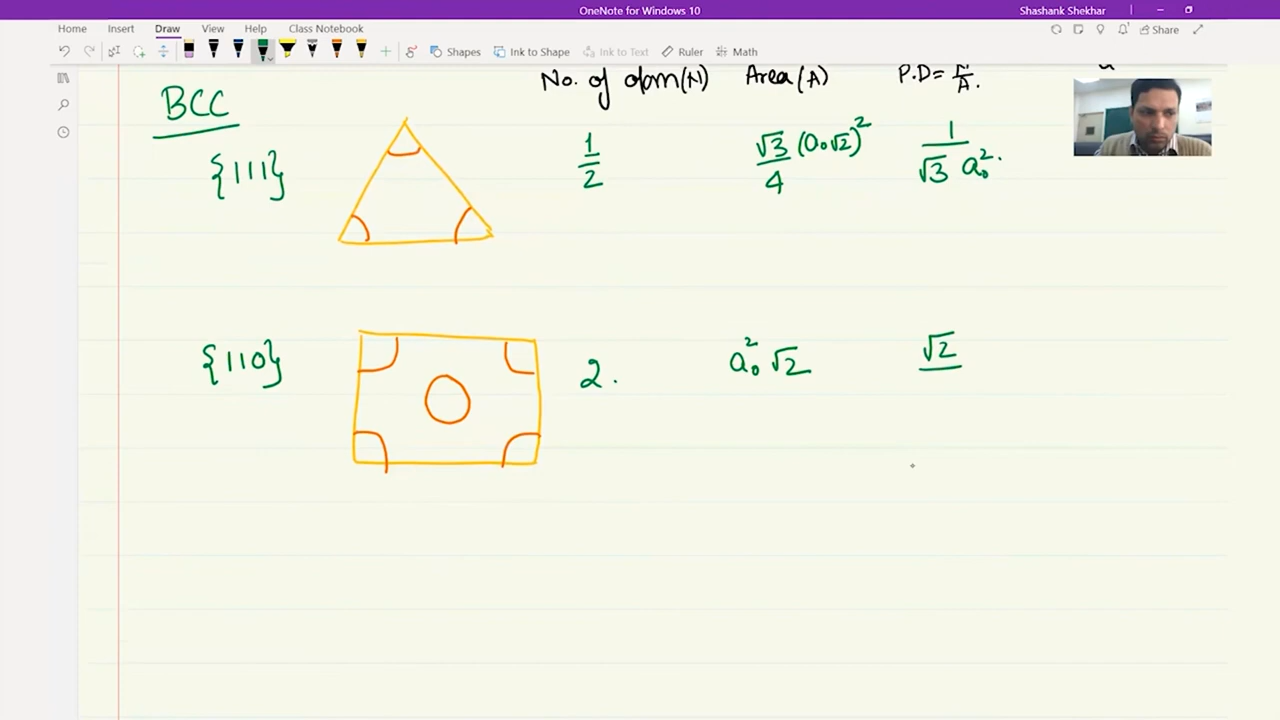 OneNote for Windows 10
Shashank Shekhar
Home Insert Draw View Help Class Notebook
Shapes Ink to Shape Ink to Text Ruler Math Share
No. of atom(N) Area(A) P.D = N/A.
BCC
{111} 1/2 √3/4 (a₀√2)² 1/√3 a₀².
{110} 2. a₀²√2 √2